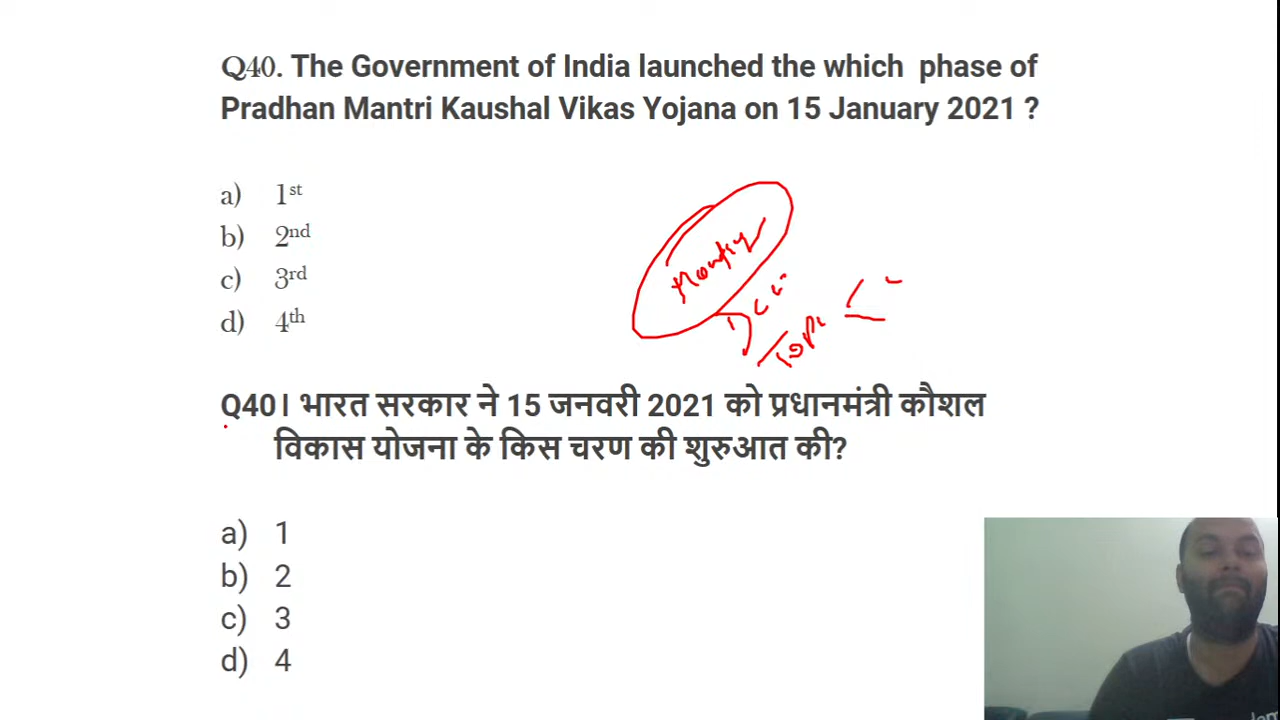 Q40. The Government of India launched the which phase of
Pradhan Mantri Kaushal Vikas Yojana on 15 January 2021 ?
a) 1st
b) 2nd
c) 3rd
d) 4th
Q40। भारत सरकार ने 15 जनवरी 2021 को प्रधानमंत्री कौशल
विकास योजना के किस चरण की शुरुआत की?
a) 1
b) 2
c) 3
d) 4